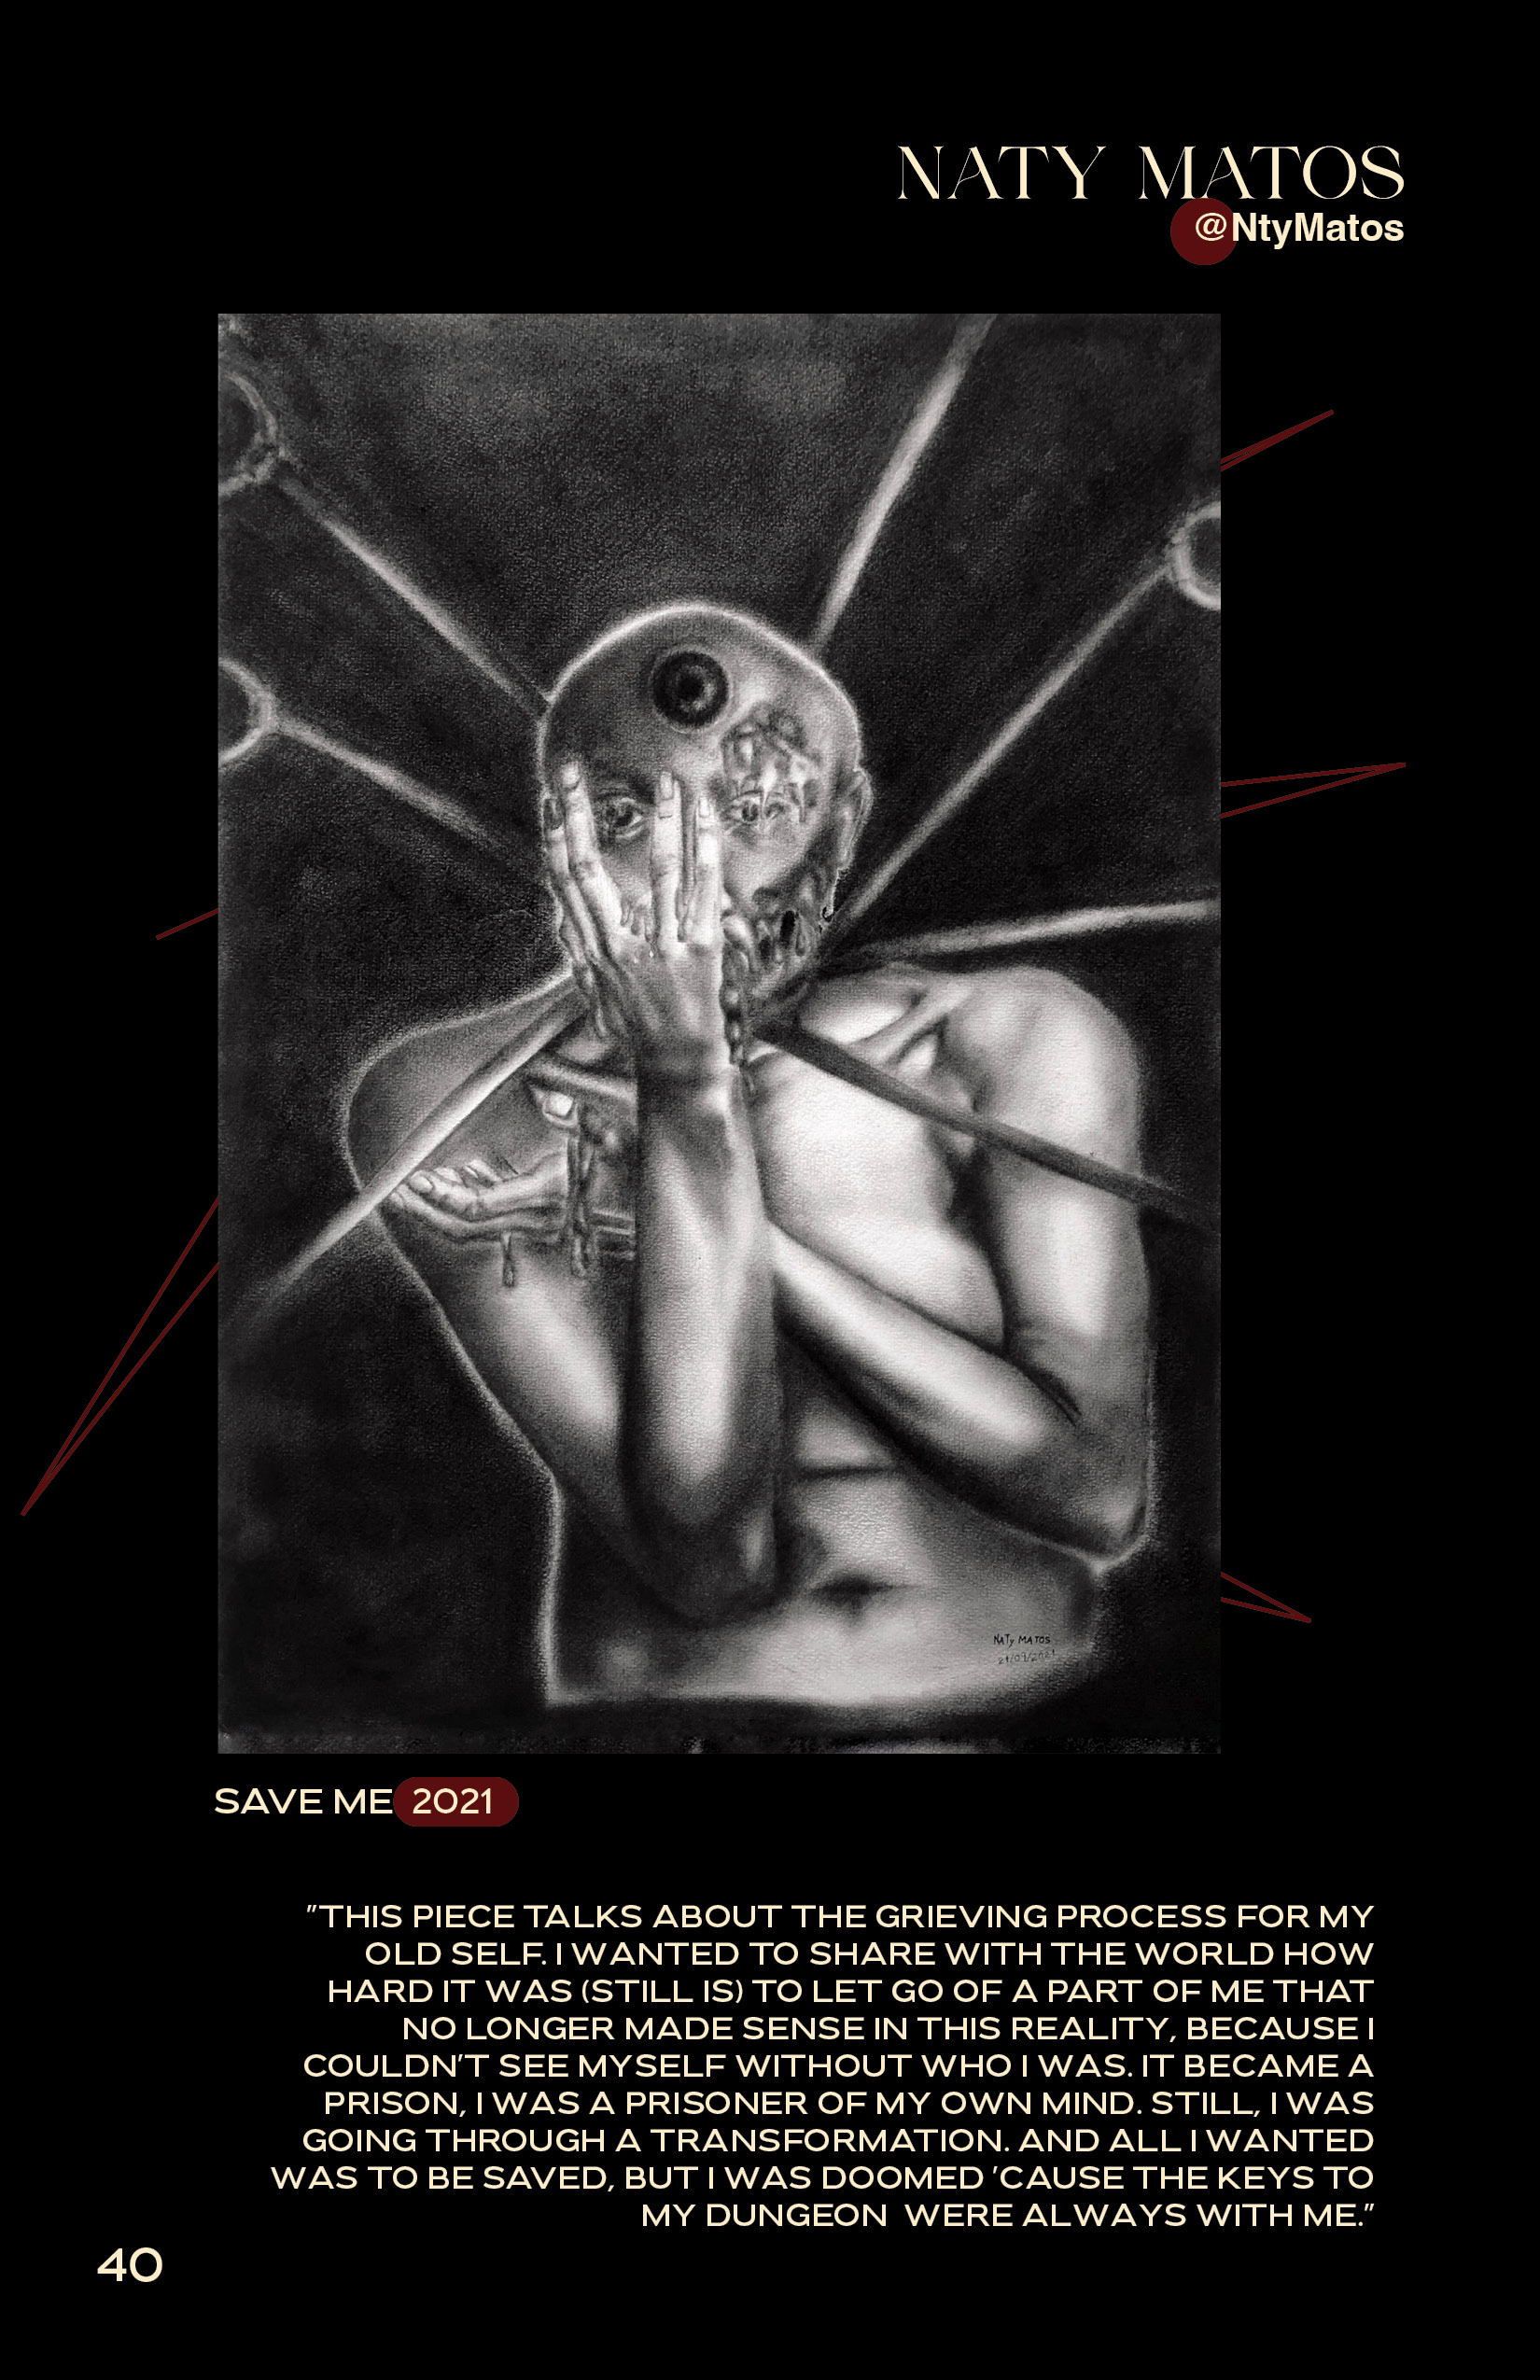 NATY MATOS
@NtyMatos
NATy MATOS
SAVE ME 2021
"THIS PIECE TALKS ABOUT THE GRIEVING PROCESS FOR MY
OLD SELF. I WANTED TO SHARE WITH THE WORLD HOW
HARD IT WAS (STILL IS) TO LET GO OF A PART OF ME THAT
NO LONGER MADE SENSE IN THIS REALITY, BECAUSE I
COULDN'T SEE MYSELF WITHOUT WHO I WAS. IT BECAME A
PRISON, I WAS A PRISONER OF MY OWN MIND. STILL, I WAS
GOING THROUGH A TRANSFORMATION. AND ALL I WANTED
WAS TO BE SAVED, BUT I WAS DOOMED 'CAUSE THE KEYS TO
MY DUNGEON WERE ALWAYS WITH ME."
40